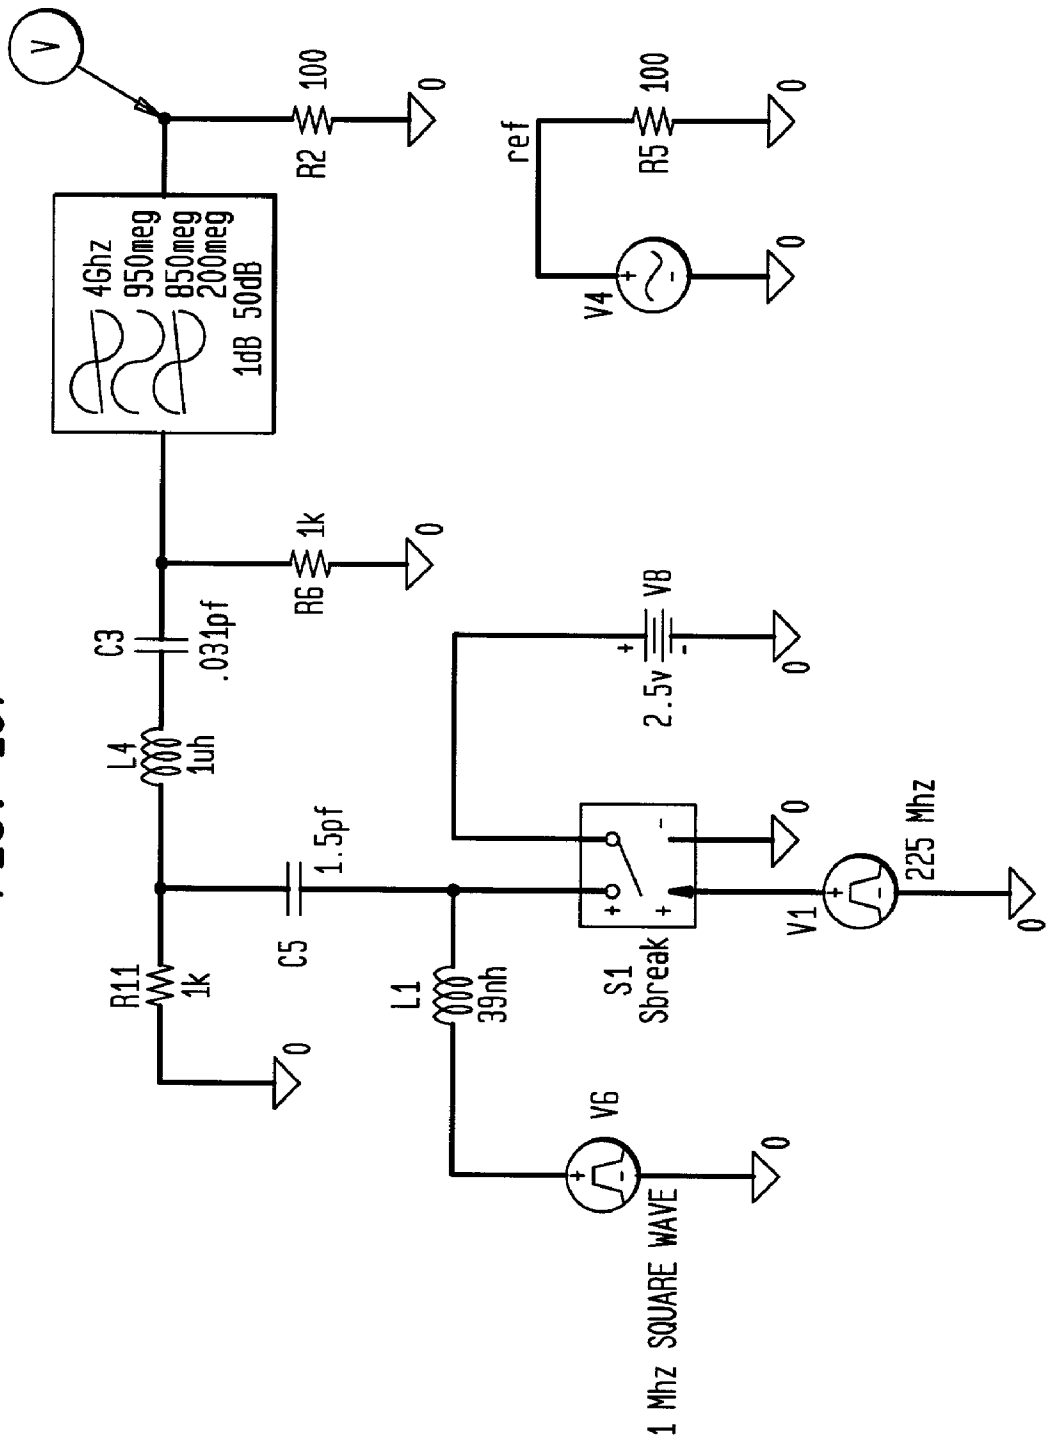 V
4Ghz
950meg
850meg
200meg
1dB 50dB
R2 100
0
ref
V4
R5 100
0
0
R11
1k
0
L4
1uh
C3
.031pf
R6 1k
0
C5 1.5pf
L1
39nh
S1
Sbreak
+
+
-
2.5v V8
+
-
0
0
V1
225 Mhz
+
-
0
V6
+
-
0
1 Mhz SQUARE WAVE
+
-